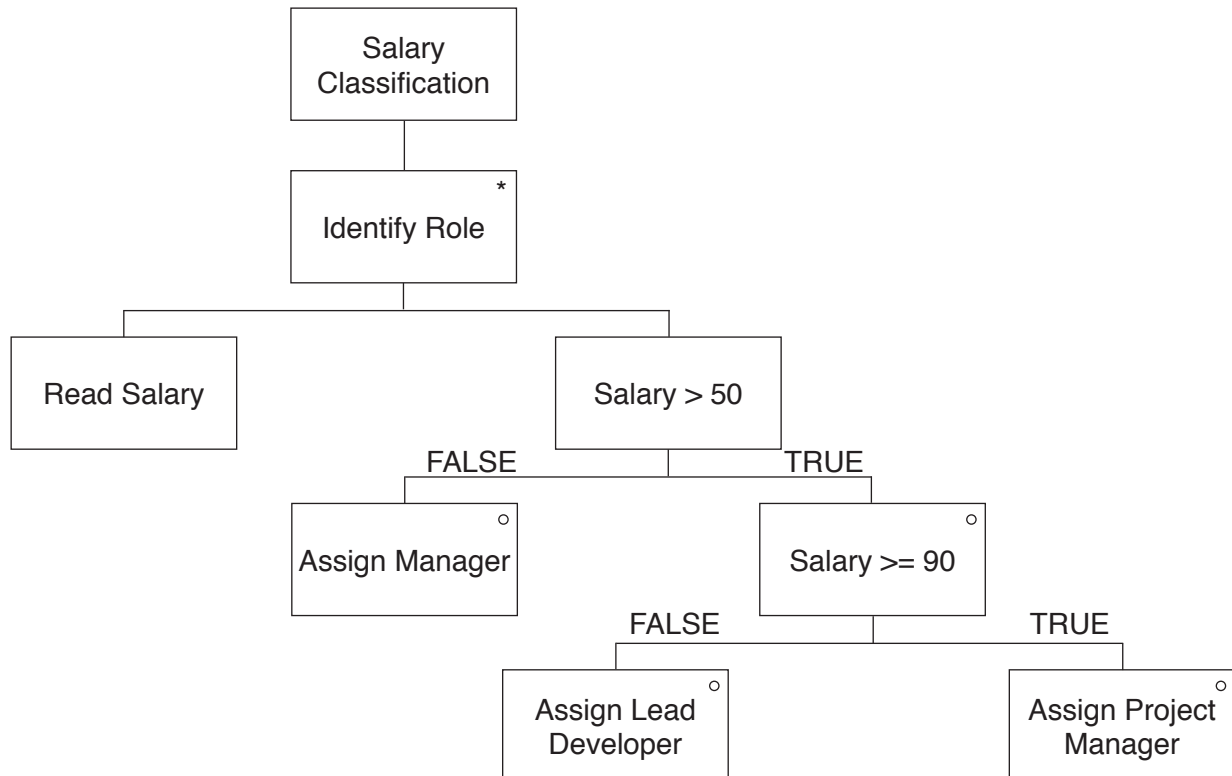 Salary
Classification
*
Identify Role
Read Salary
Salary > 50
FALSE
TRUE
Assign Manager
Salary >= 90
FALSE
TRUE
Assign Lead
Developer
Assign Project
Manager